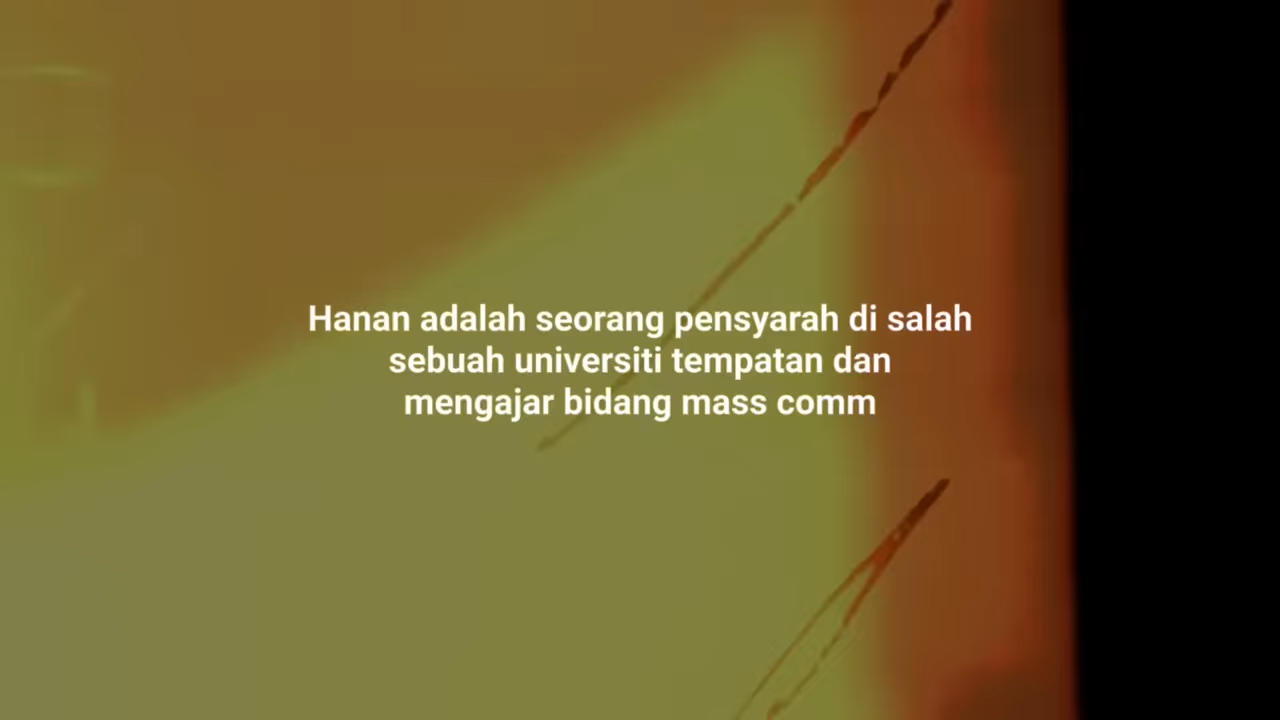 Hanan adalah seorang pensyarah di salah
sebuah universiti tempatan dan
mengajar bidang mass comm